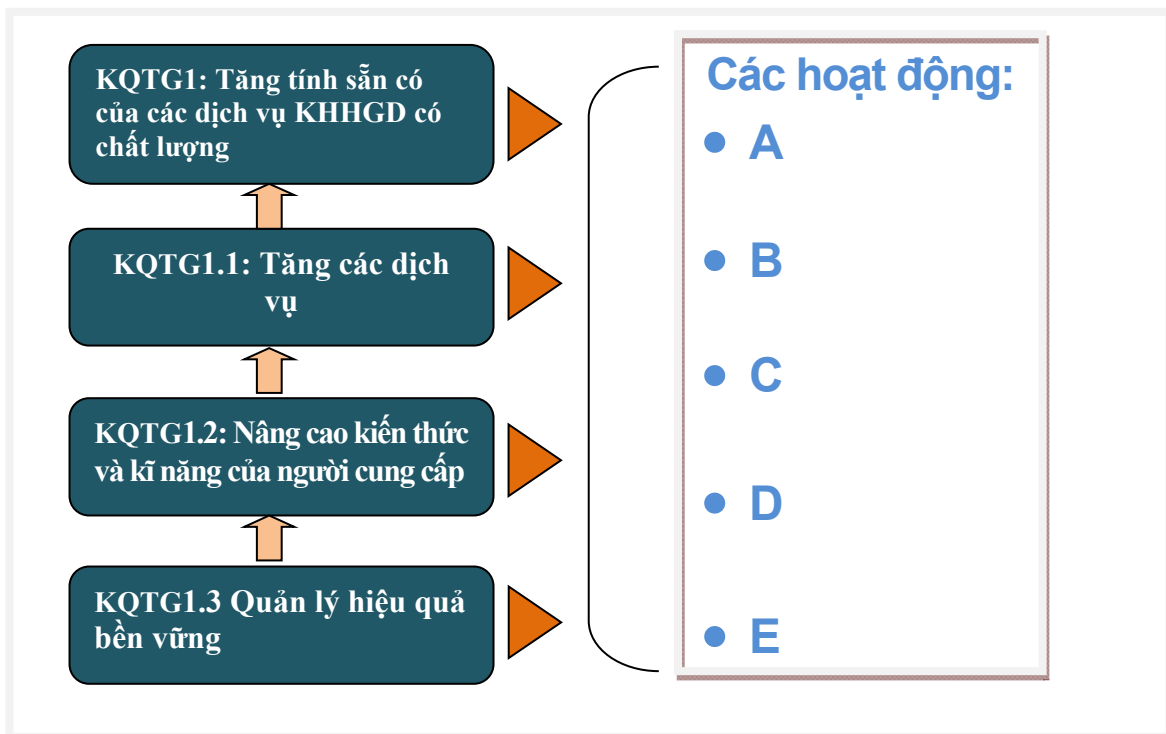 KQTG1: Tăng tính sẵn có
của các dịch vụ KHHGD có
chất lượng
KQTG1.1: Tăng các dịch
vụ
KQTG1.2: Nâng cao kiến thức
và kĩ năng của người cung cấp
KQTG1.3 Quản lý hiệu quả
bền vững
Các hoạt động:
• A
• B
• C
• D
• E